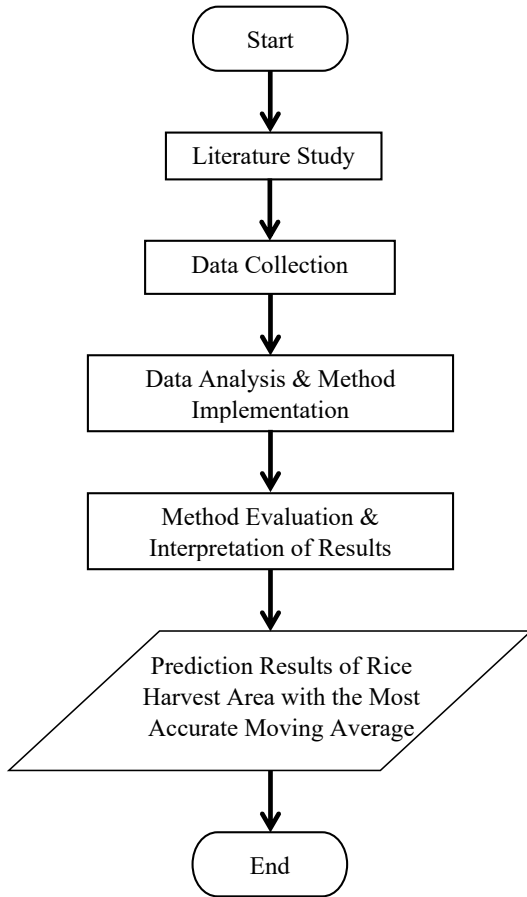 Start
Literature Study
Data Collection
Data Analysis & Method
Implementation
Method Evaluation &
Interpretation of Results
Prediction Results of Rice
Harvest Area with the Most
Accurate Moving Average
End